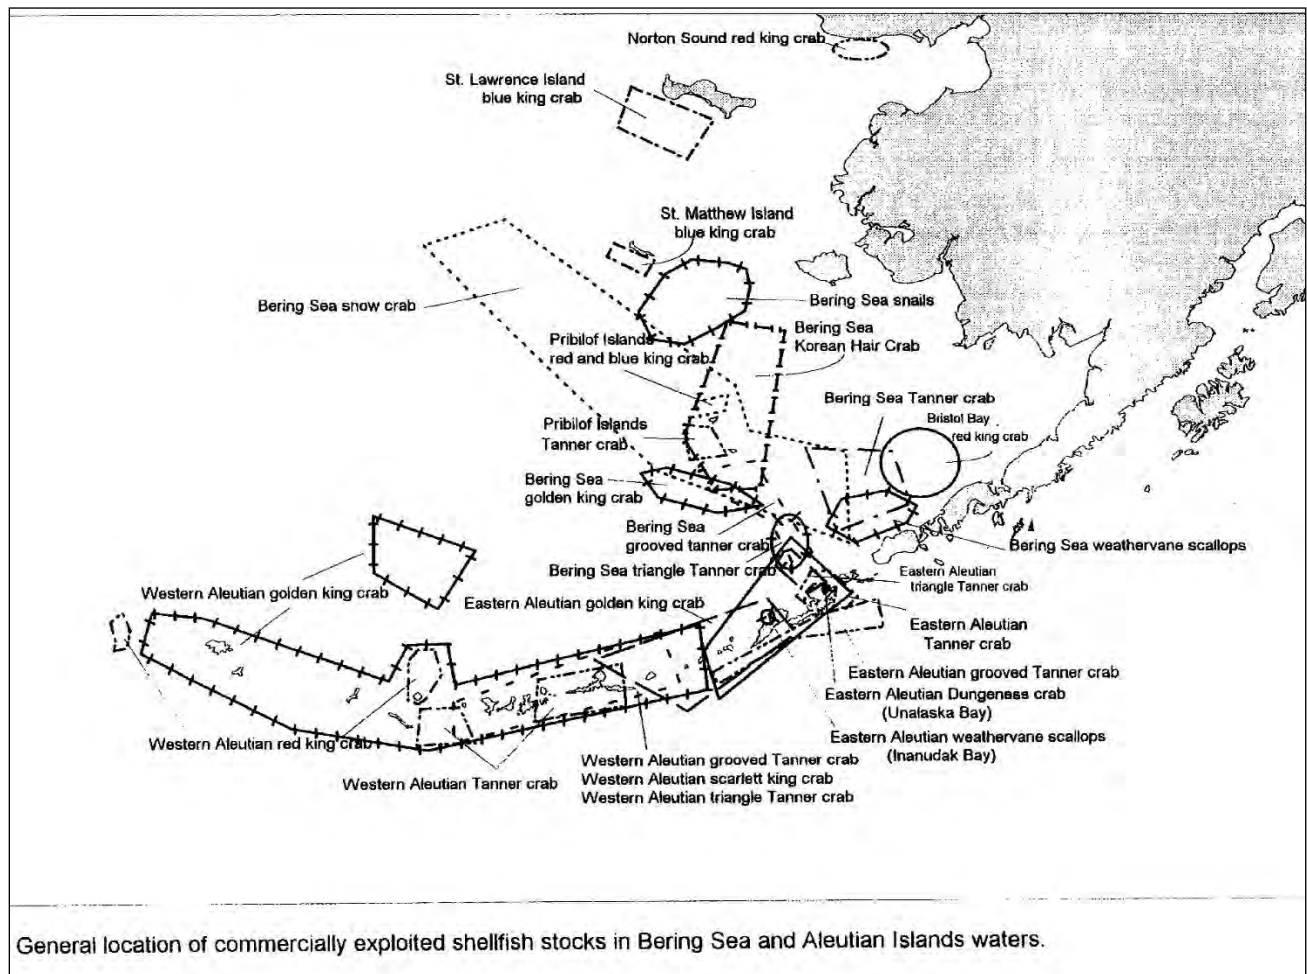 Norton Sound red king crab
St. Lawrence Island
blue king crab
St. Matthew Island
blue king crab
Bering Sea snow crab
Bering Sea snails
Pribilof Islands
red and blue king crab
Bering Sea
Korean Hair Crab
Bering Sea Tanner crab
Bristol Bay
red king crab
Pribilof Islands
Tanner crab
Bering Sea
golden king crab
Bering Sea
grooved tanner crab
Bering Sea weathervane scallops
Bering Sea triangle Tanner crab
Eastern Aleutian
triangle Tanner crab
Western Aleutian golden king crab
Eastern Aleutian golden king crab
Eastern Aleutian
Tanner crab
Eastern Aleutian grooved Tanner crab
Eastern Aleutian Dungeness crab
(Unalaska Bay)
Eastern Aleutian weathervane scallops
(Inanudak Bay)
Western Aleutian red king crab
Western Aleutian Tanner crab
Western Aleutian grooved Tanner crab
Western Aleutian scarlett king crab
Western Aleutian triangle Tanner crab
General location of commercially exploited shellfish stocks in Bering Sea and Aleutian Islands waters.